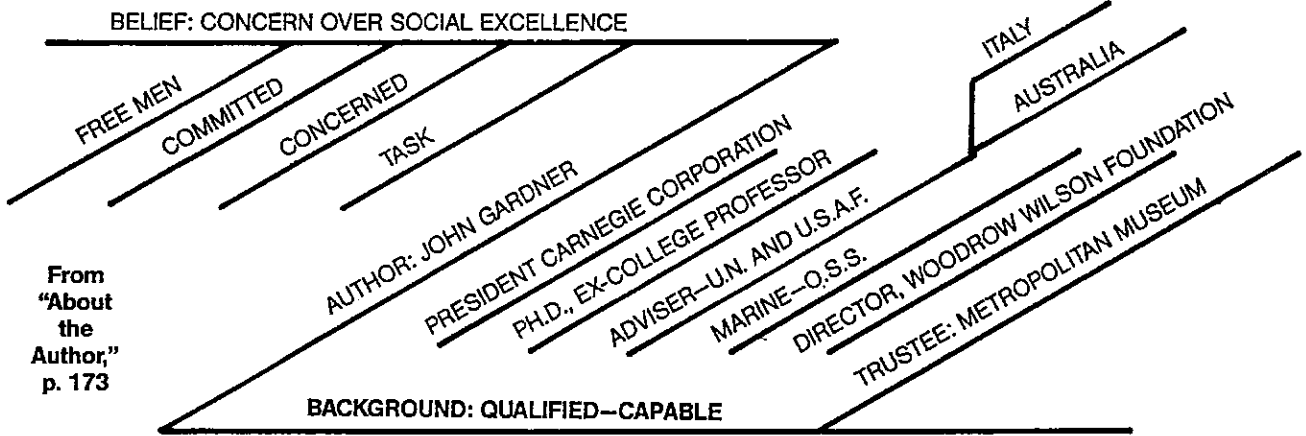 BELIEF: CONCERN OVER SOCIAL EXCELLENCE
FREE MEN
COMMITTED
CONCERNED
TASK
AUTHOR: JOHN GARDNER
PRESIDENT CARNEGIE CORPORATION
PH.D., EX-COLLEGE PROFESSOR
ADVISER–U.N. AND U.S.A.F.
ITALY
AUSTRALIA
MARINE–O.S.S.
DIRECTOR, WOODROW WILSON FOUNDATION
TRUSTEE: METROPOLITAN MUSEUM
BACKGROUND: QUALIFIED–CAPABLE
From
“About
the
Author,”
p. 173